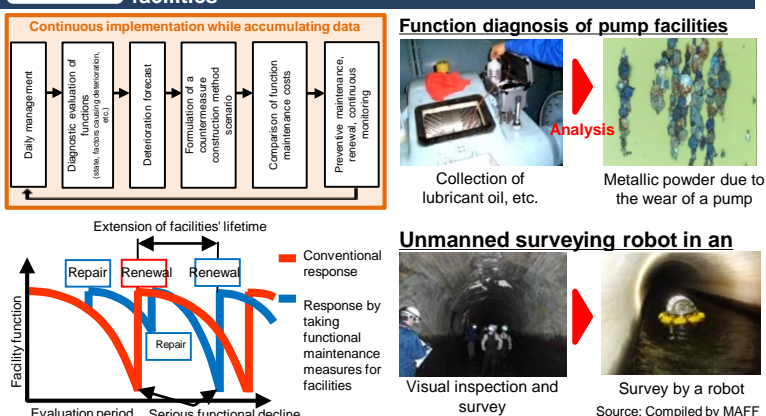 facilities
Continuous implementation while accumulating data
Daily management
Diagnostic evaluation of
functions
(state, factors causing deterioration,
etc.)
Deterioration forecast
Formulation of a
countermeasure
construction method
scenario
Comparison of function
maintenance costs
Preventive maintenance,
renewal, continuous
monitoring
Function diagnosis of pump facilities
Analysis
Collection of
lubricant oil, etc.
Metallic powder due to
the wear of a pump
Extension of facilities' lifetime
Repair
Renewal
Renewal
Repair
Facility function
Evaluation period
Serious functional decline
Conventional
response
Response by
taking
functional
maintenance
measures for
facilities
Unmanned surveying robot in an
Visual inspection and
survey
Survey by a robot
Source: Compiled by MAFF